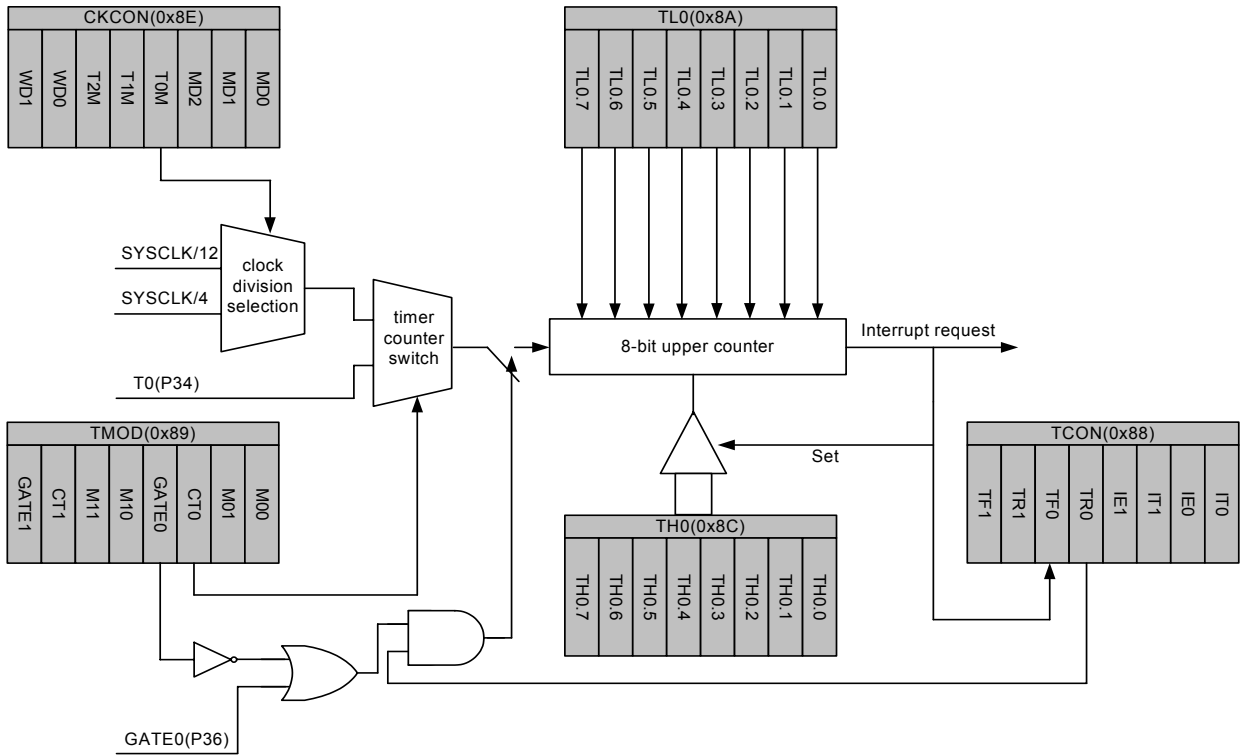 CKCON(0x8E)
WD1
WD0
T2M
T1M
T0M
MD2
MD1
MD0
TL0(0x8A)
TL0.7
TL0.6
TL0.5
TL0.4
TL0.3
TL0.2
TL0.1
TL0.0
SYSCLK/12
SYSCLK/4
clock
division
selection
timer
counter
switch
T0(P34)
8-bit upper counter
Interrupt request
Set
TMOD(0x89)
GATE1
CT1
M11
M10
GATE0
CT0
M01
M00
TCON(0x88)
TF1
TR1
TF0
TR0
IE1
IT1
IE0
IT0
TH0(0x8C)
TH0.7
TH0.6
TH0.5
TH0.4
TH0.3
TH0.2
TH0.1
TH0.0
GATE0(P36)